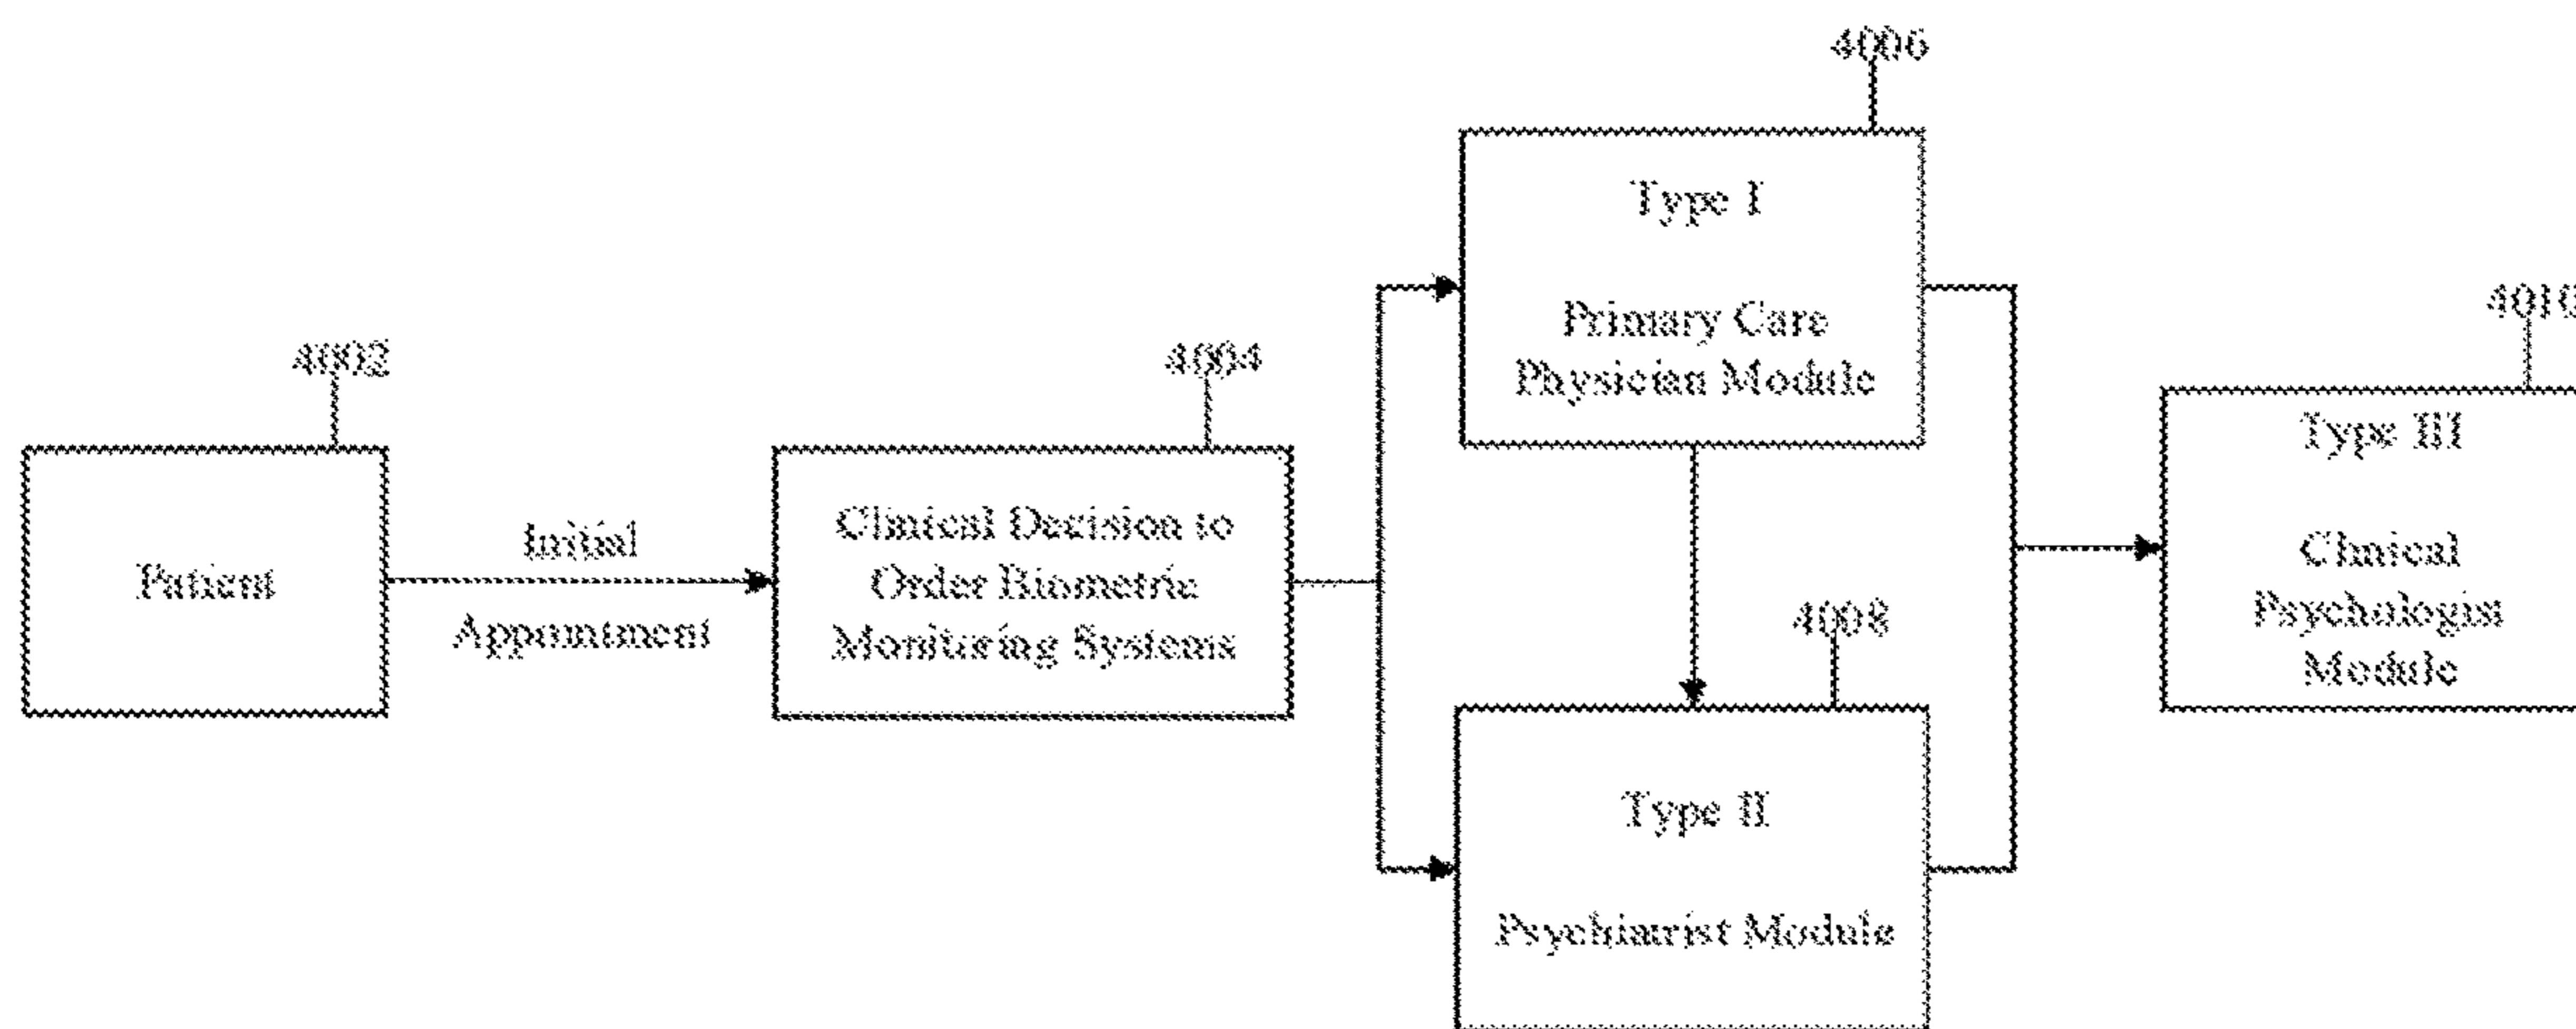 4006
Type I
Primary Care
Physician Module
4010
4002
4004
Type III
Patient
Initial
Appointment
Clinical Decision to
Order Biometric
Monitoring Systems
Clinical
Psychologist
Module
4008
Type II
Psychiatrist Module